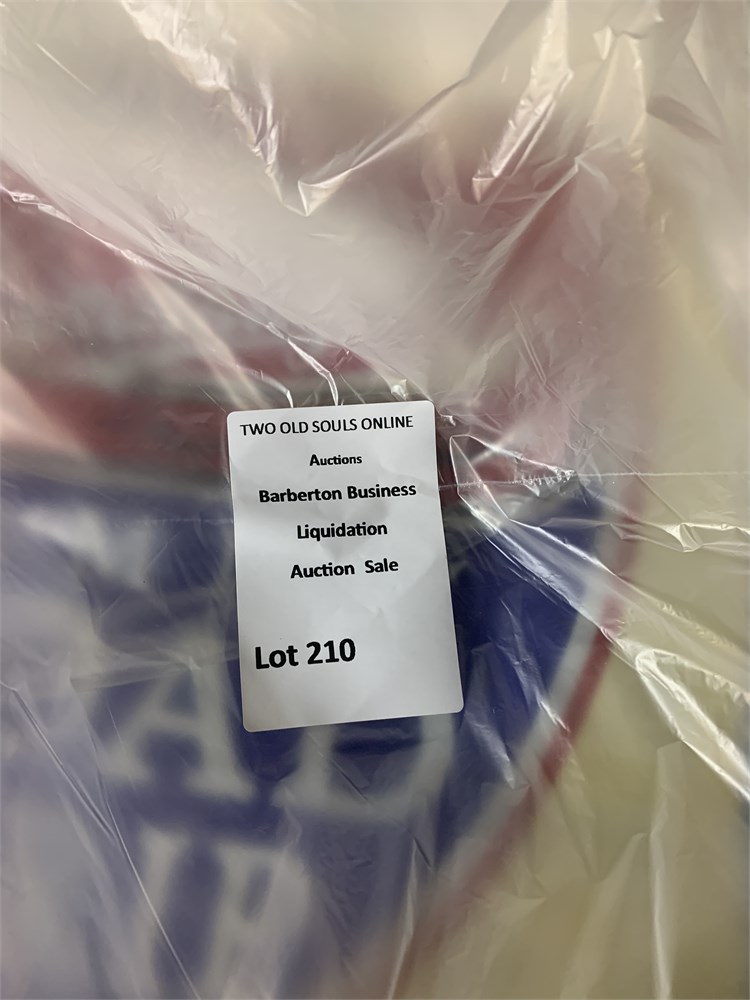 TWO OLD SOULS ONLINE
Auctions
Barberton Business
Liquidation
Auction Sale
Lot 210